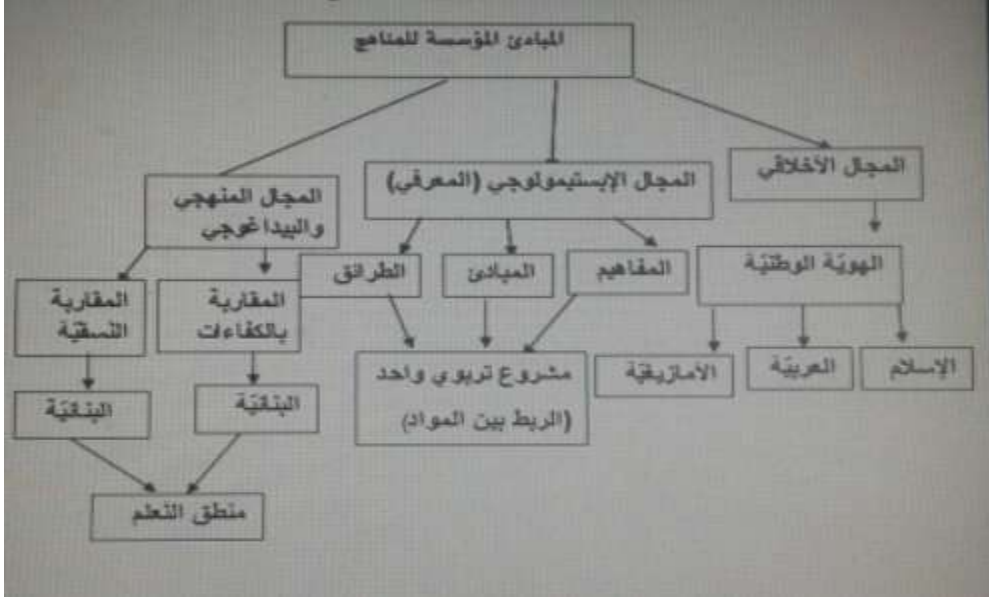 المبادئ المؤسسة للمناهج
المجال الأخلاقي
المجال الإبستيمولوجي (المعرفي)
المجال المنهجي
والبيداغوجي
الهويّة الوطنيّة
المفاهيم
المبادئ
الطرائق
المقاربة
بالكفاءات
المقاربة
النسقيّة
الإسلام
العربيّة
الأمازيغيّة
مشروع تربوي واحد
(الربط بين المواد)
البنائيّة
البنائيّة
منطق التعلم